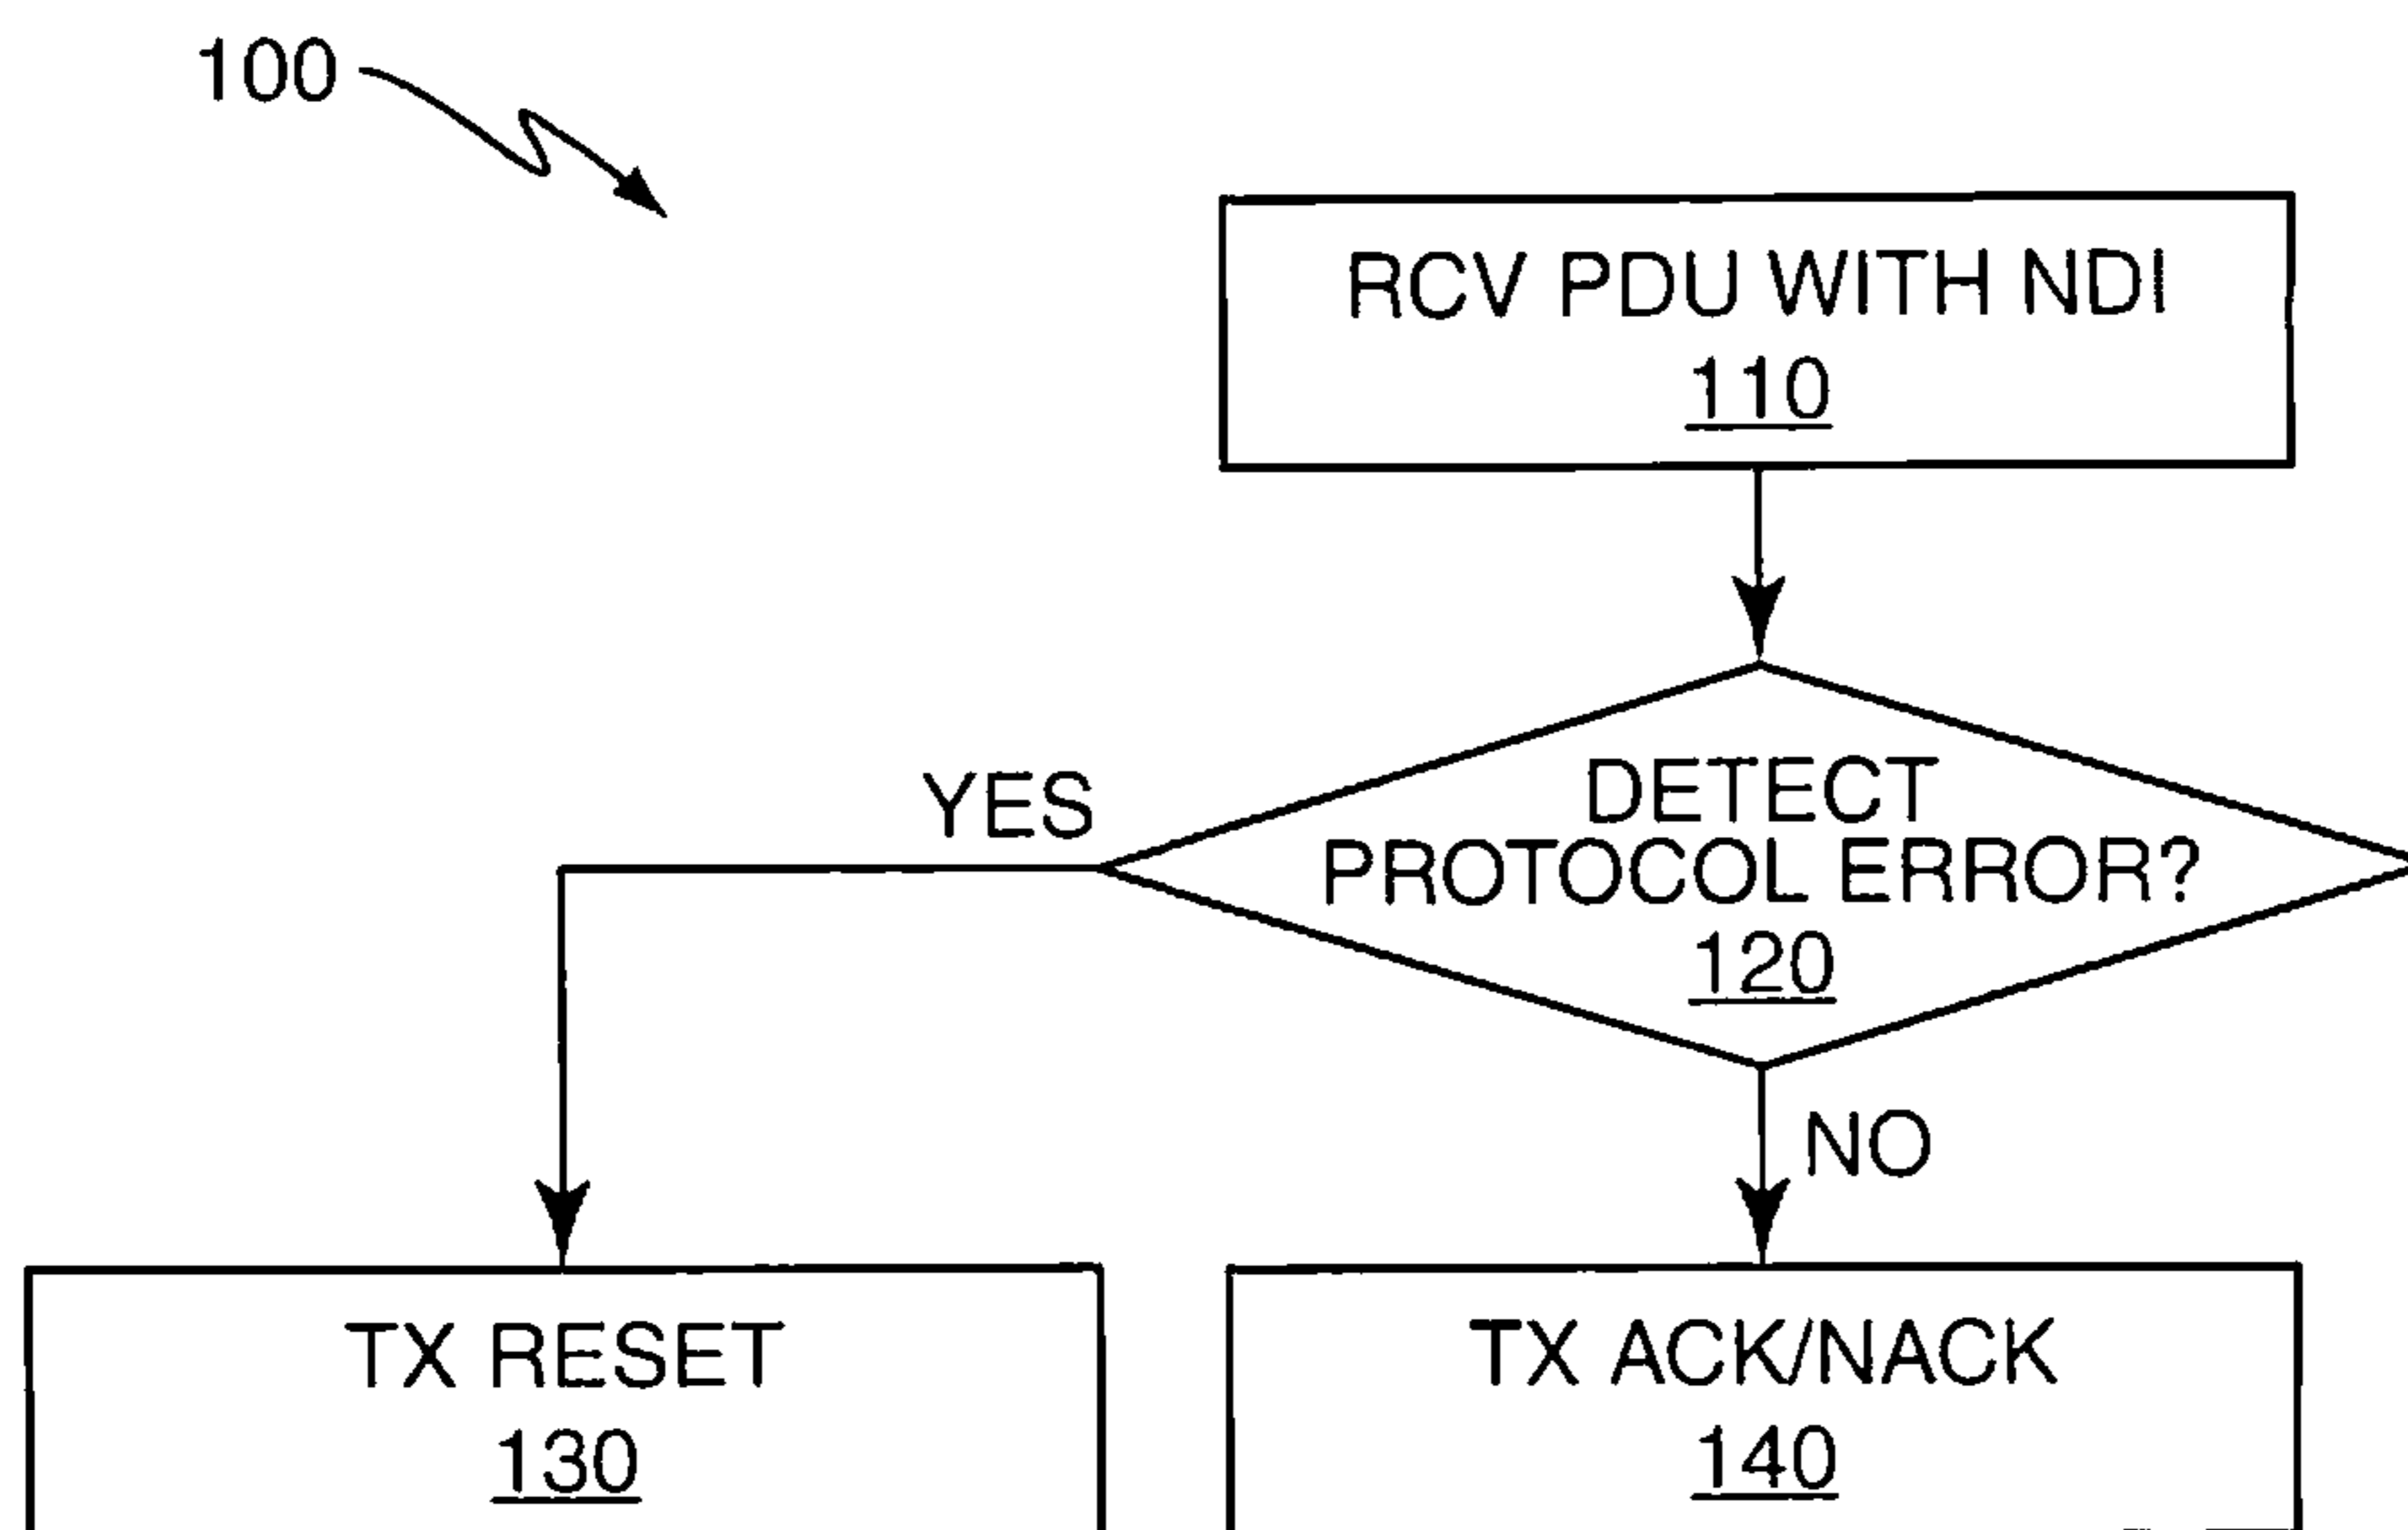 100
RCV PDU WITH NDI
110
DETECT
PROTOCOL ERROR?
120
YES
NO
TX RESET
130
TX ACK/NACK
140